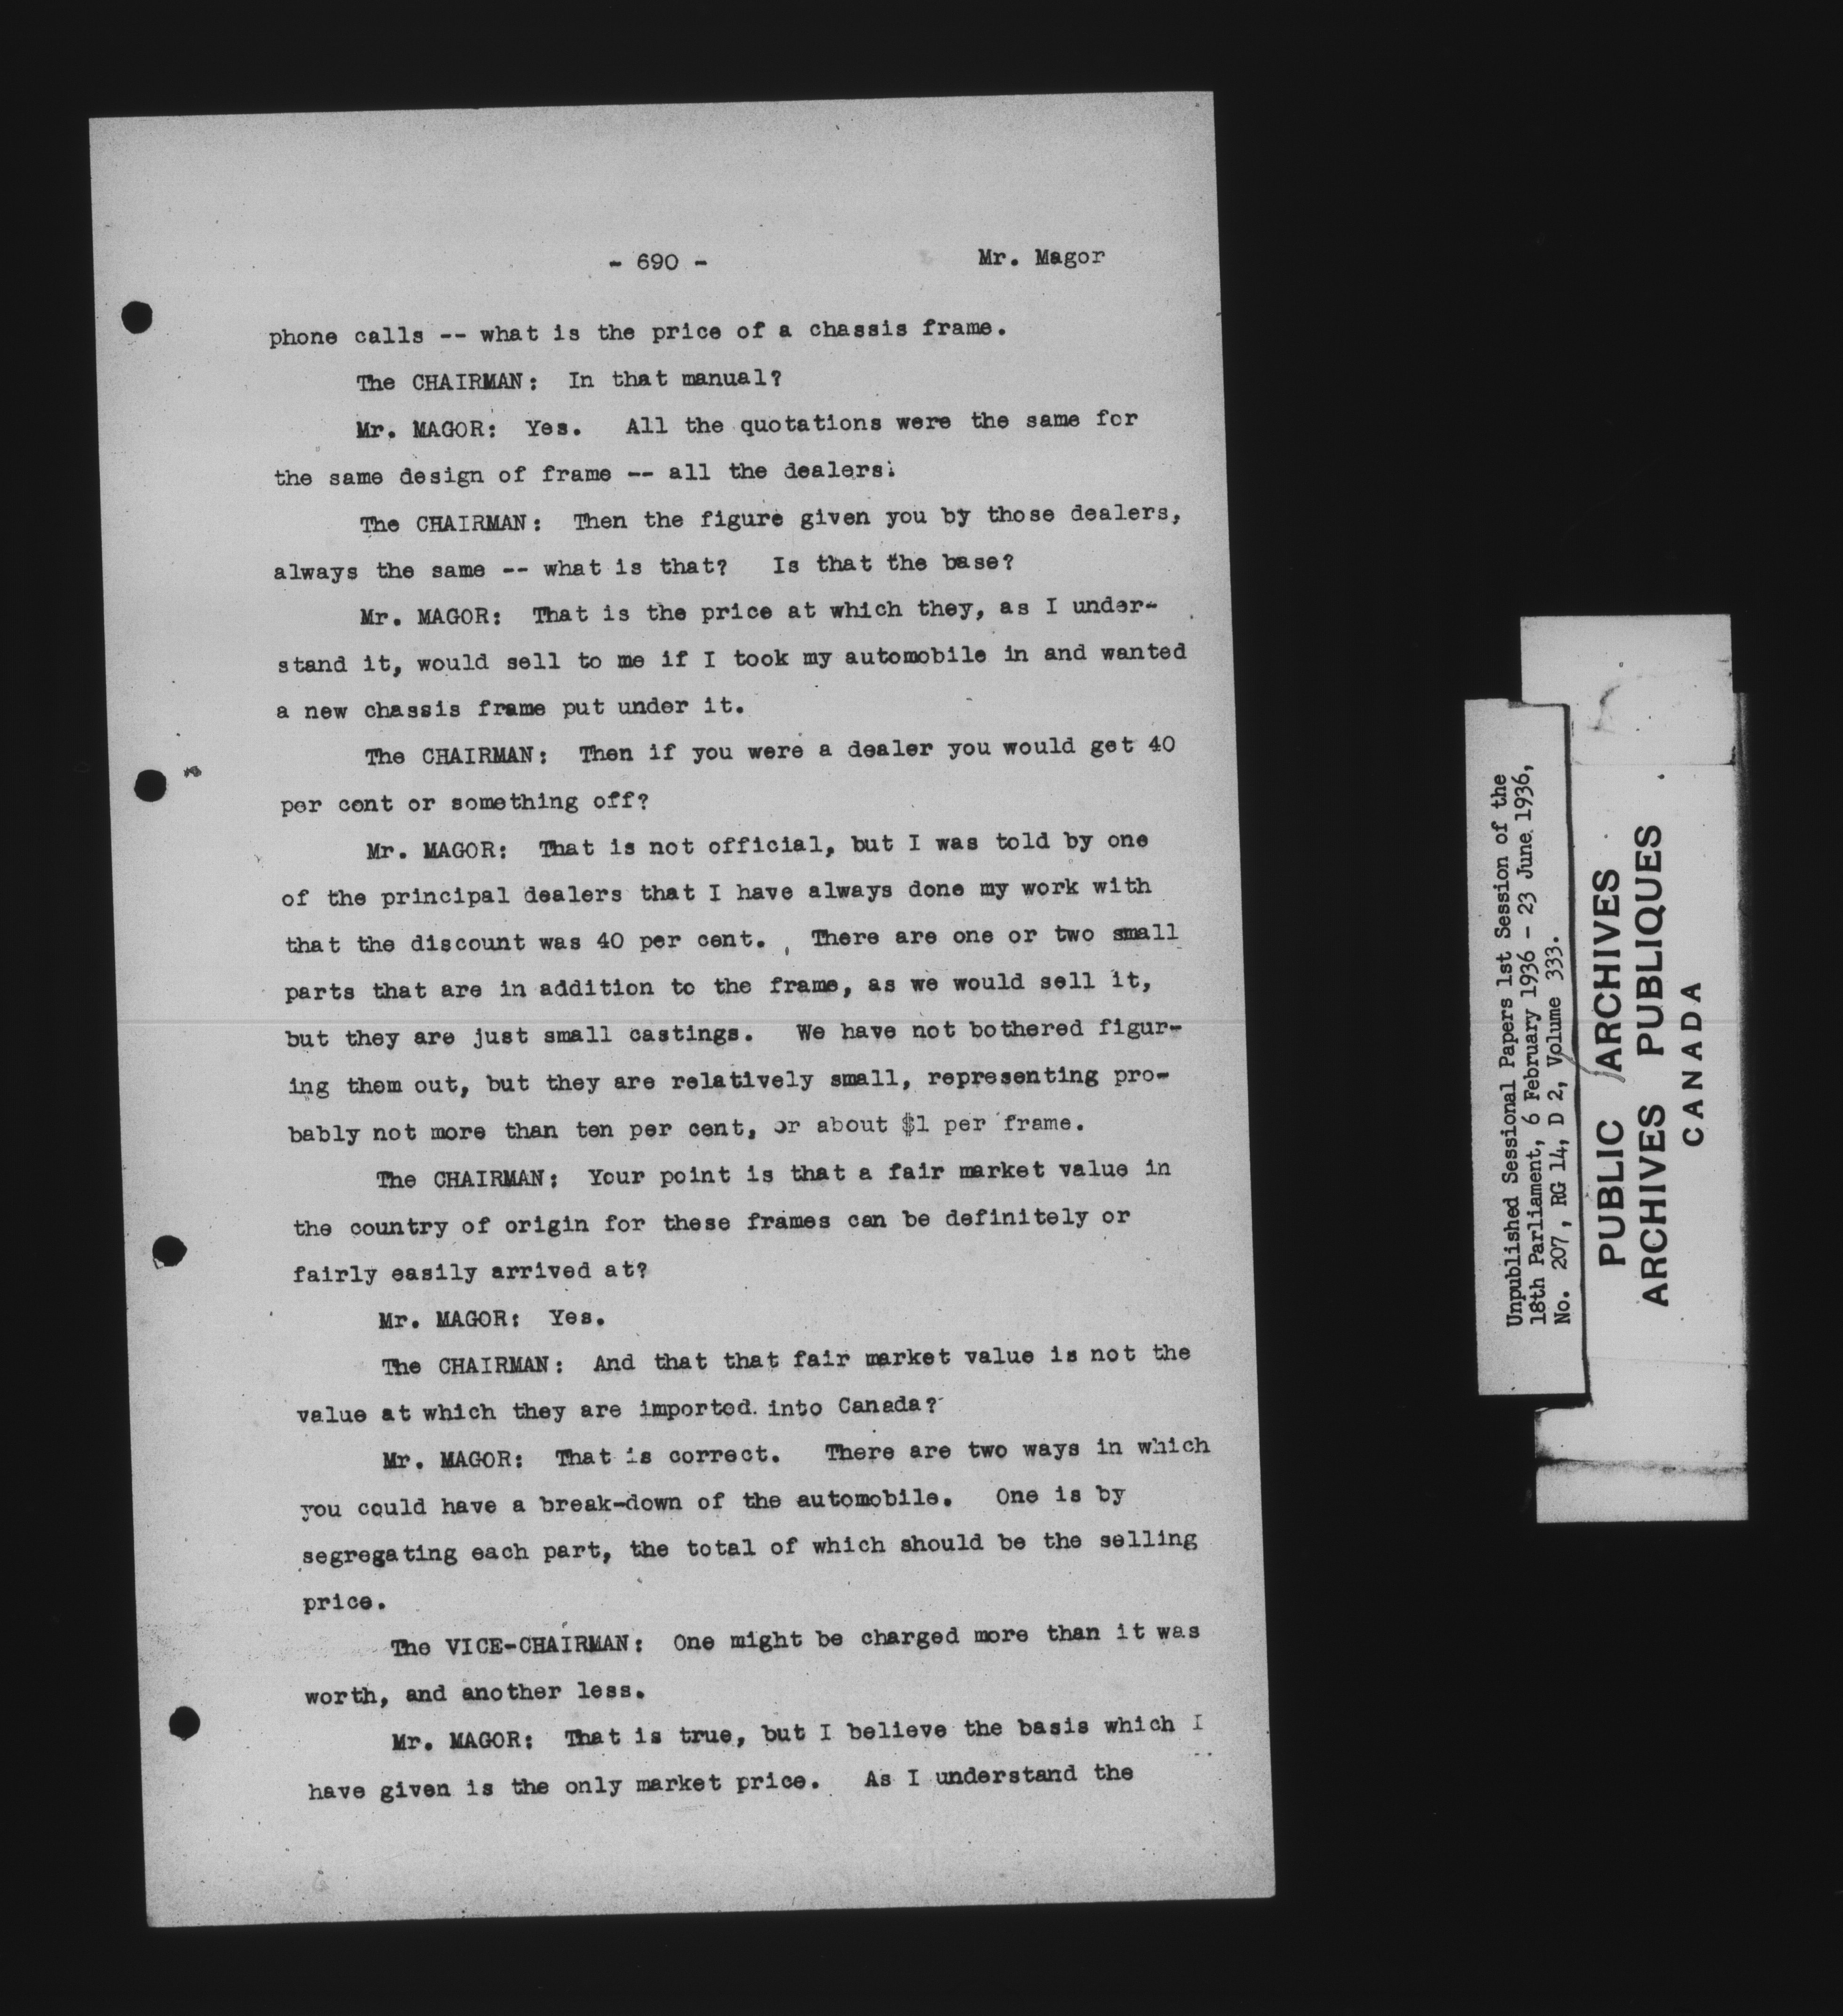 - 690 - Mr. Magor
phone calls -- what is the price of a chassis frame.
The CHAIRMAN: In that manual?
Mr. MAGOR: Yes. All the quotations were the same for
the same design of frame -- all the dealers.
The CHAIRMAN: Then the figure given you by those dealers,
always the same -- what is that? Is that the base?
Mr. MAGOR: That is the price at which they, as I under-
stand it, would sell to me if I took my automobile in and wanted
a new chassis frame put under it.
The CHAIRMAN: Then if you were a dealer you would get 40
per cent or something off?
Mr. MAGOR: That is not official, but I was told by one
of the principal dealers that I have always done my work with
that the discount was 40 per cent. There are one or two small
parts that are in addition to the frame, as we would sell it,
but they are just small castings. We have not bothered figur-
ing them out, but they are relatively small, representing pro-
bably not more than ten per cent, or about $1 per frame.
The CHAIRMAN: Your point is that a fair market value in
the country of origin for these frames can be definitely or
fairly easily arrived at?
Mr. MAGOR: Yes.
The CHAIRMAN: And that that fair market value is not the
value at which they are imported into Canada?
Mr. MAGOR: That is correct. There are two ways in which
you could have a break-down of the automobile. One is by
segregating each part, the total of which should be the selling
price.
The VICE-CHAIRMAN: One might be charged more than it was
worth, and another less.
Mr. MAGOR: That is true, but I believe the basis which I
have given is the only market price. As I understand the
Unpublished Sessional Papers 1st Session of the
18th Parliament, 6 February 1936 - 23 June 1936,
No. 207, RG 14, D 2, Volume 333.
PUBLIC ARCHIVES
ARCHIVES PUBLIQUES
CANADA